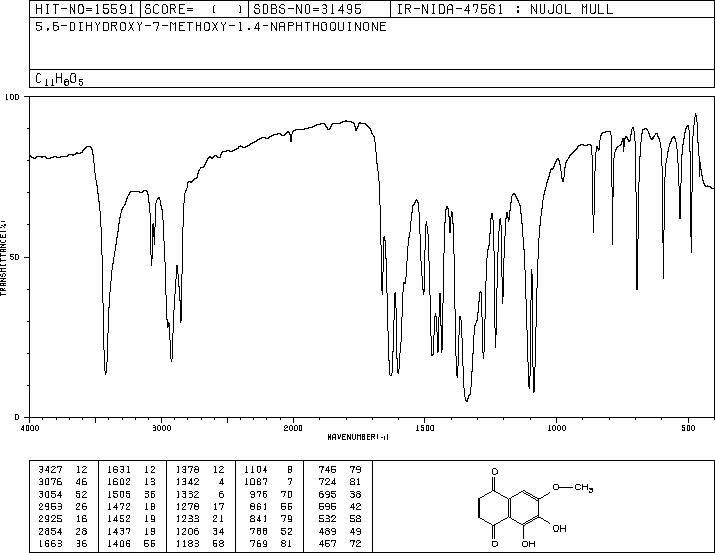 HIT-NO=15591 SCORE= ( ) SDBS-NO=31495 IR-NIDA-47561 : NUJOL MULL
5,6-DIHYDROXY-7-METHOXY-1,4-NAPHTHOQUINONE
C11H8O5
100
50
0
TRANSMITTANCE(%)
4000 3000 2000 1500 1000 500
WAVENUMBER(-1)
3427 12 1631 12 1378 12 1104 8 746 79
3076 46 1602 13 1342 4 1087 7 724 81
3054 52 1505 36 1332 6 976 70 695 38
2953 26 1472 18 1278 17 861 55 595 42
2925 16 1452 19 1233 21 841 79 532 58
2854 28 1437 19 1206 34 788 52 489 49
1663 36 1406 55 1183 58 769 81 457 72
O
O
OH
OH
O—CH3